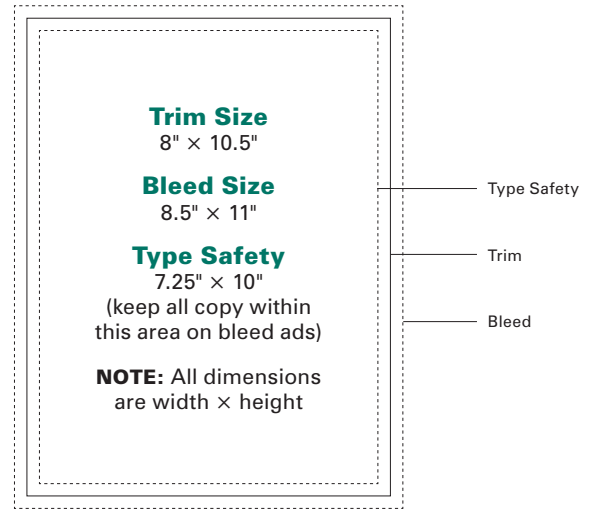 Trim Size
8" × 10.5"
Bleed Size
8.5" × 11"
Type Safety
7.25" × 10"
(keep all copy within
this area on bleed ads)
NOTE: All dimensions
are width × height
Type Safety
Trim
Bleed